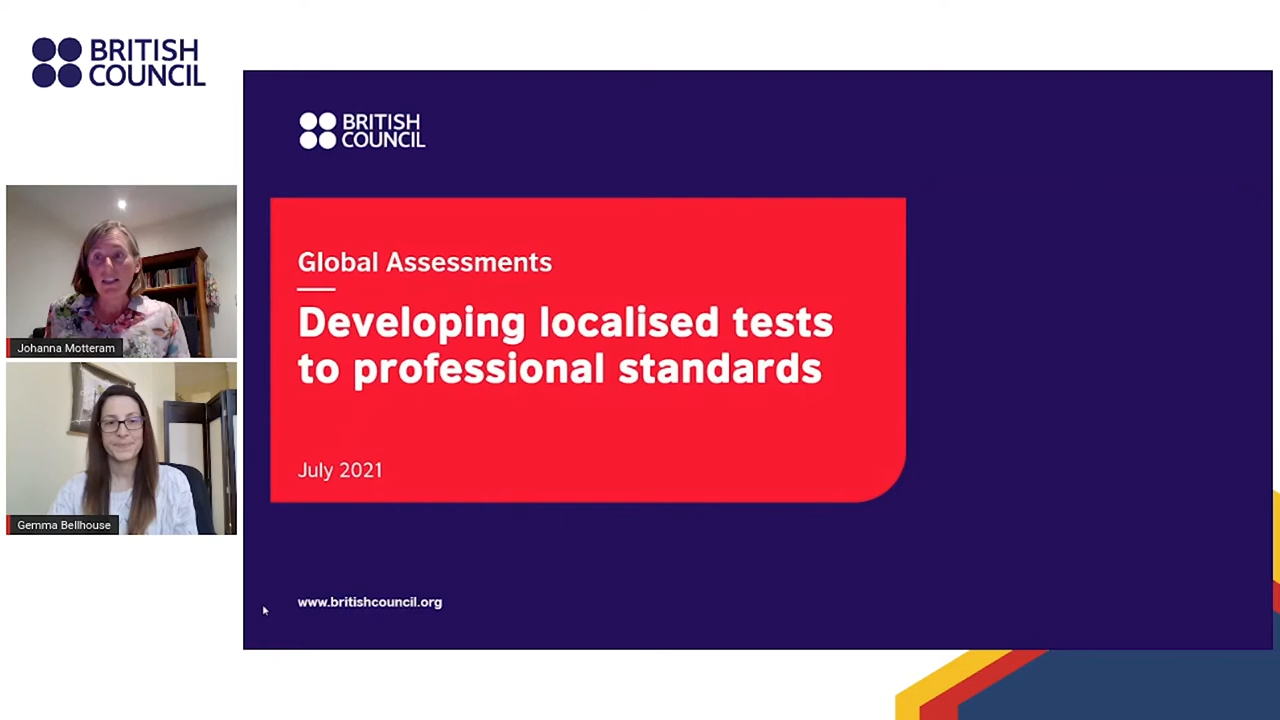 BRITISH
COUNCIL
BRITISH
COUNCIL
Global Assessments
Developing localised tests
to professional standards
July 2021
www.britishcouncil.org
Johanna Motteram
Gemma Bellhouse